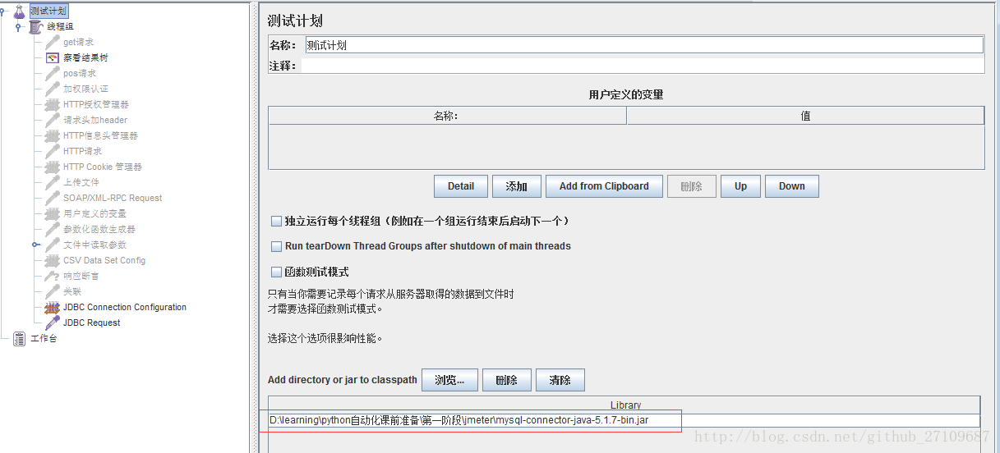 测试计划
线程组
get请求
察看结果树
pos请求
加权限认证
HTTP授权管理器
请求头加header
HTTP信息头管理器
HTTP请求
HTTP Cookie 管理器
上传文件
SOAP/XML-RPC Request
用户定义的变量
参数化函数生成器
文件中读取参数
CSV Data Set Config
响应断言
关联
JDBC Connection Configuration
JDBC Request
工作台
测试计划
名称： 测试计划
注释：
用户定义的变量
名称： 值
Detail 添加 Add from Clipboard 删除 Up Down
独立运行每个线程组（例如在一个组运行结束后启动下一个）
Run tearDown Thread Groups after shutdown of main threads
函数测试模式
只有当你需要记录每个请求从服务器取得的数据到文件时
才需要选择函数测试模式。
选择这个选项很影响性能。
Add directory or jar to classpath 浏览... 删除 清除
Library
D:\learning\python自动化课前准备\第一阶段\jmeter\mysql-connector-java-5.1.7-bin.jar
http://blog.csdn.net/github_27109687